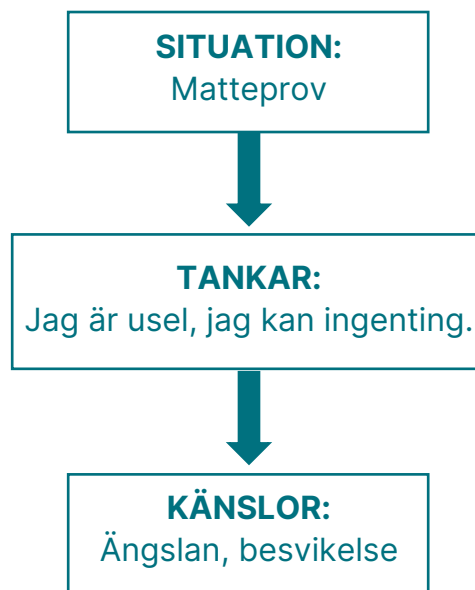 SITUATION:
Matteprov
TANKAR:
Jag är usel, jag kan ingenting.
KÄNSLOR:
Ängslan, besvikelse